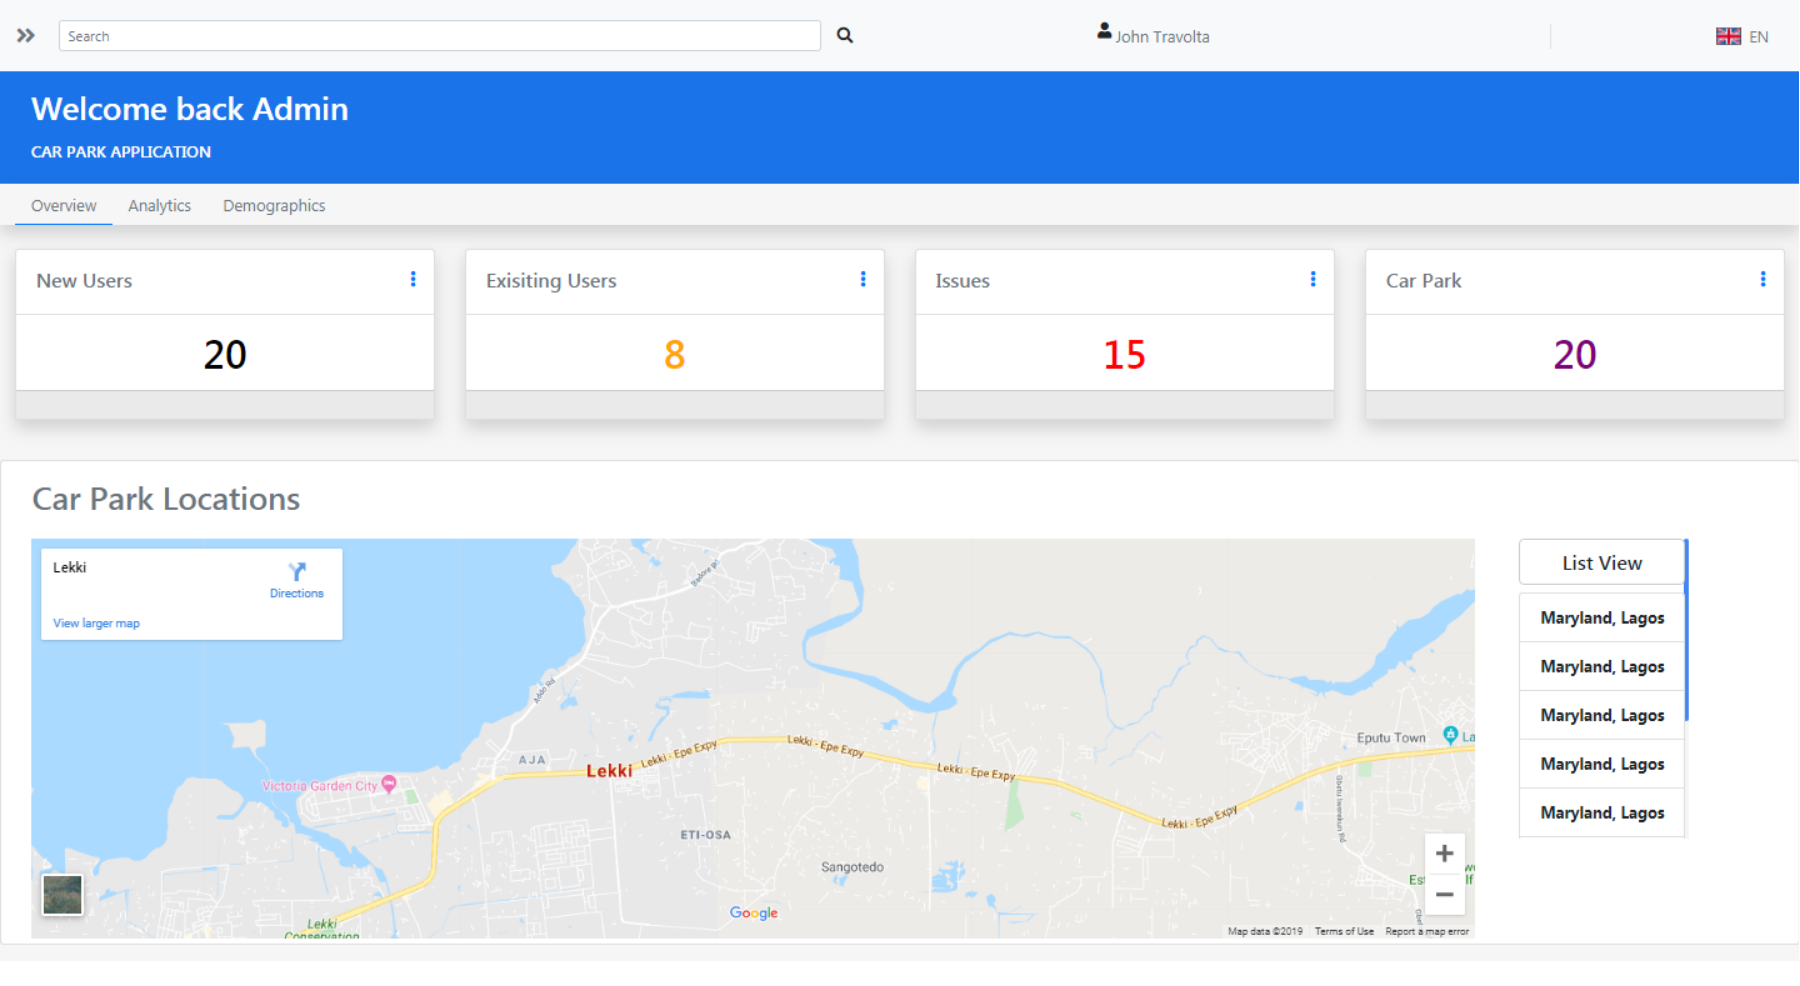 Search
John Travolta
EN
Welcome back Admin
CAR PARK APPLICATION
Overview
Analytics
Demographics
New Users
Exisiting Users
Issues
Car Park
20
8
15
20
Car Park Locations
Lekki
Directions
View larger map
Addo Rd
AJA
Lekki
Lekki - Epe Expy
Lekki - Epe Expy
Lekki - Epe Expy
Lekki - Epe Expy
Eputu Town
La
Victoria Garden City
ETI-OSA
Sangotedo
Lekki
Conservation
Google
Map data ©2019
Terms of Use
Report a map error
List View
Maryland, Lagos
Maryland, Lagos
Maryland, Lagos
Maryland, Lagos
Maryland, Lagos